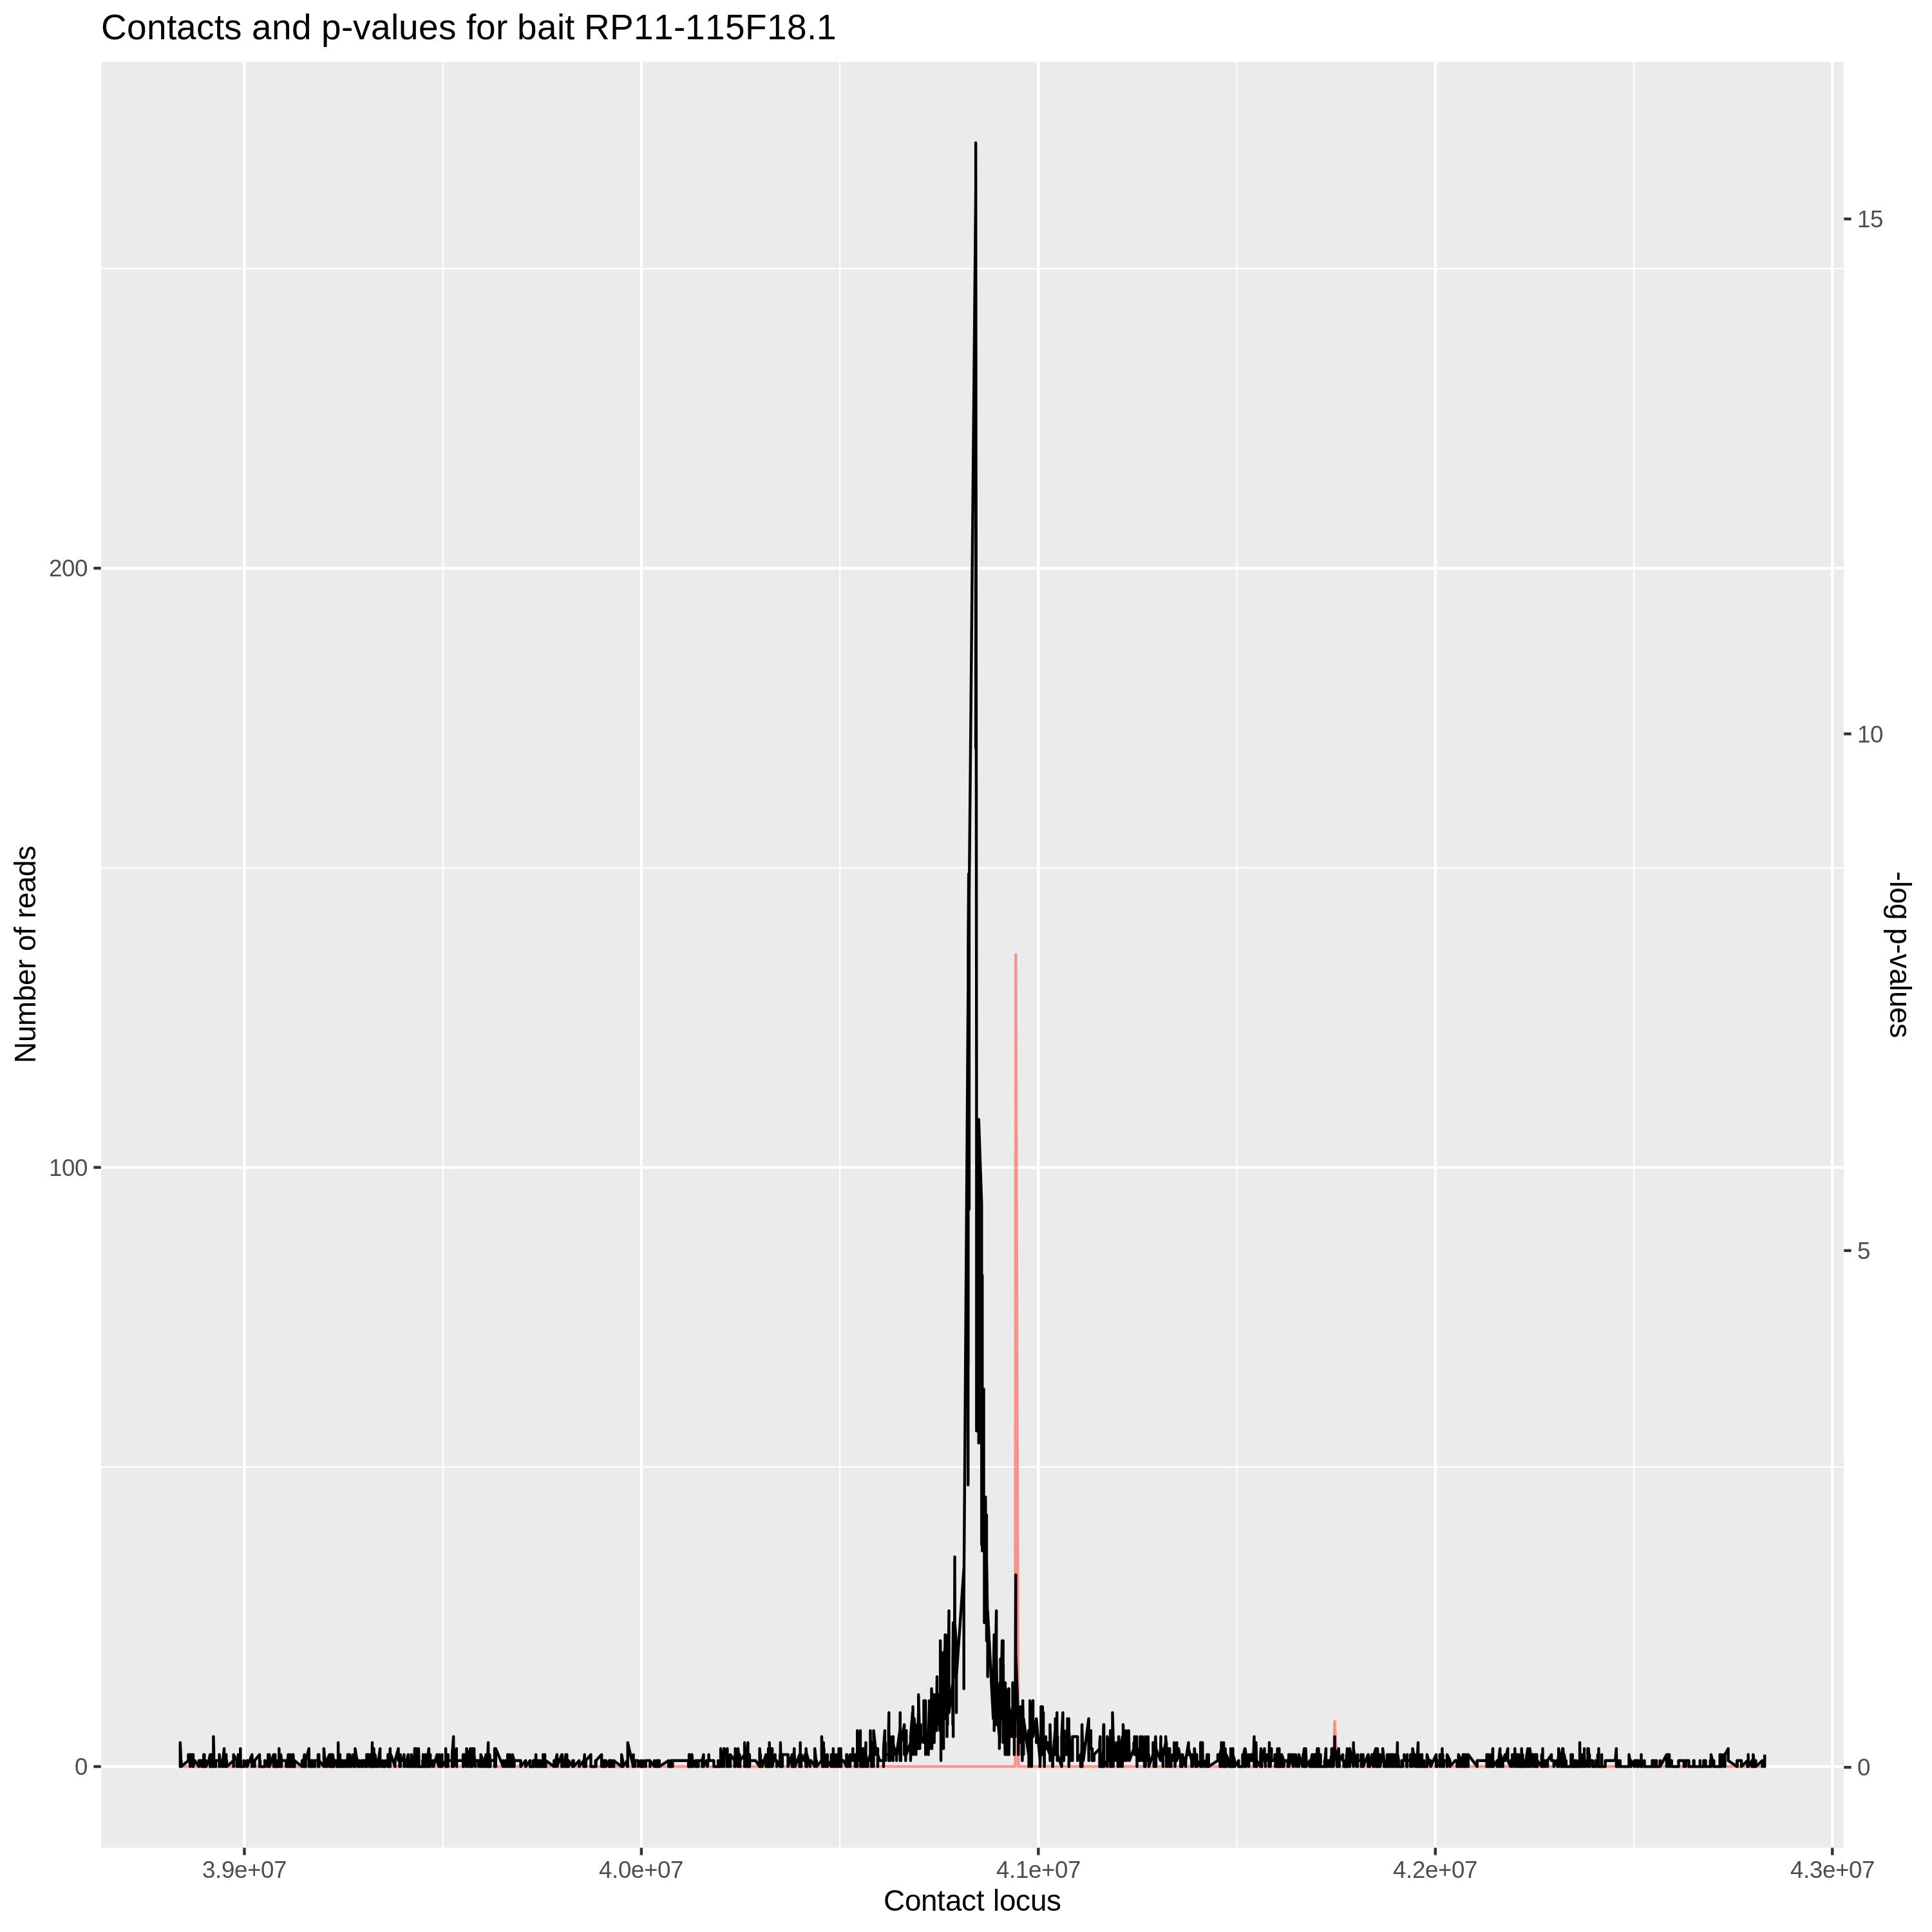 Contacts and p-values for bait RP11-115F18.1
Number of reads
200
100
0
15
10
5
0
-log p-values
3.9e+07 4.0e+07 4.1e+07 4.2e+07 4.3e+07
Contact locus